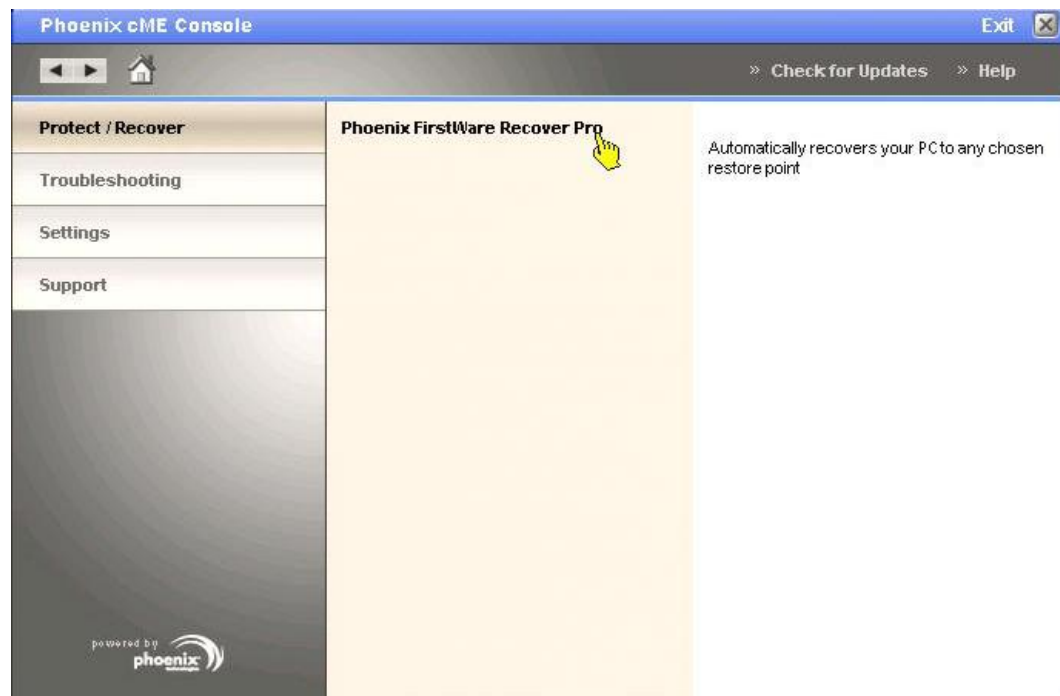 Phoenix cME Console
Exit
» Check for Updates » Help
Protect / Recover
Troubleshooting
Settings
Support
Phoenix FirstWare Recover Pro
Automatically recovers your PC to any chosen
restore point
powered by
phoenix